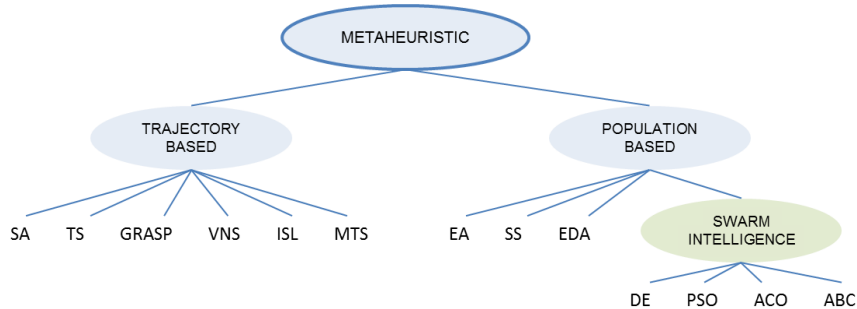 METAHEURISTIC
TRAJECTORY
BASED
POPULATION
BASED
SA TS GRASP VNS ISL MTS
EA SS EDA
SWARM
INTELLIGENCE
DE PSO ACO ABC